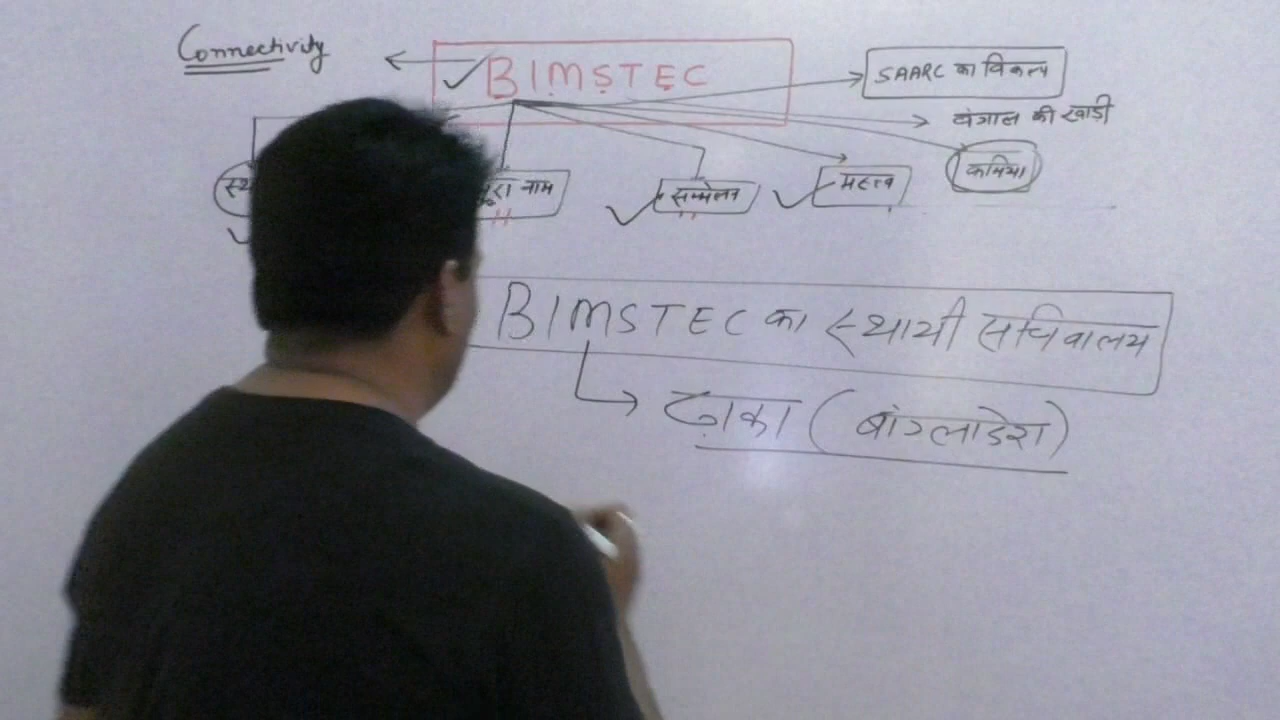 Connectivity
BIMSTEC
SAARC का विकल्प
बंगाल की खाडी
कमिया
नाम
सम्मेलन
महत्व
BIMSTEC का स्थायी सचिवालय
ढ़ाका (बांग्लादेश)